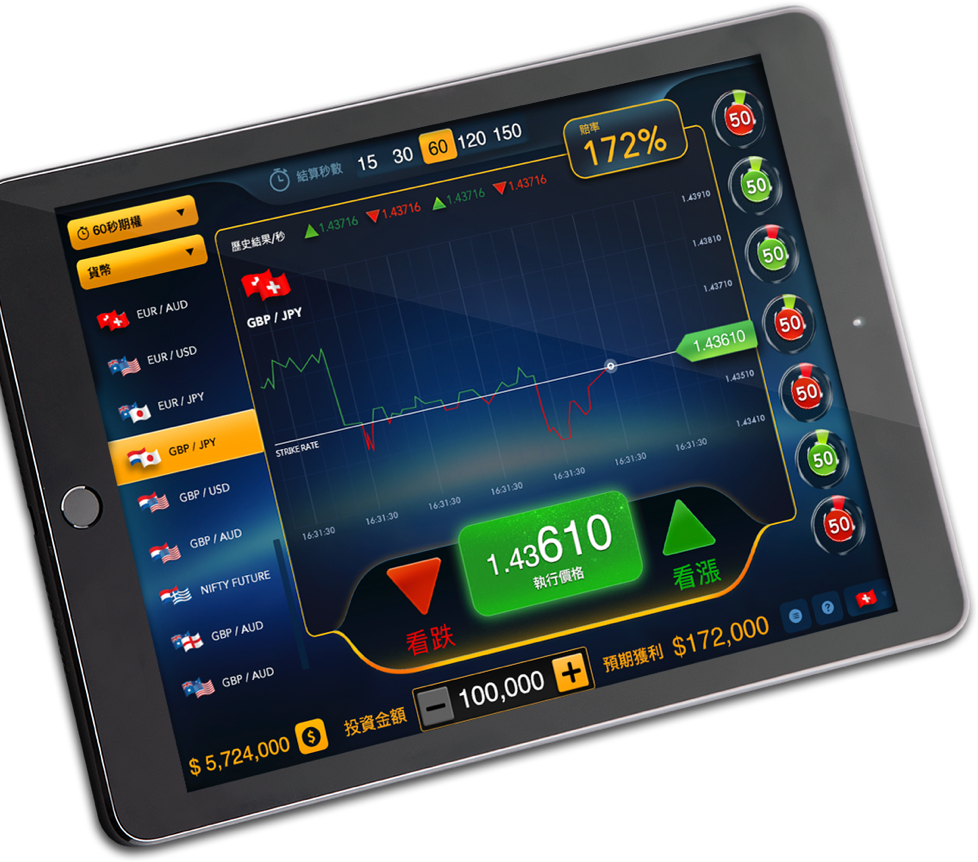 結算秒數 15 30 60 120 150
賠率
172%
60秒期權
貨幣
歷史結果/秒 1.43716 1.43716 1.43716 1.43716
GBP / JPY
EUR / AUD
EUR / USD
EUR / JPY
GBP / JPY
GBP / USD
GBP / AUD
NIFTY FUTURE
GBP / AUD
GBP / AUD
1.43910
1.43810
1.43710
1.43610
1.43510
1.43410
STRIKE RATE
16:31:30 16:31:30 16:31:30 16:31:30 16:31:30 16:31:30 16:31:30
50
50
50
50
50
50
50
看跌
1.43610
執行價格
看漲
$ 5,724,000 $
投資金額 − 100,000 +
預期獲利 $172,000
?